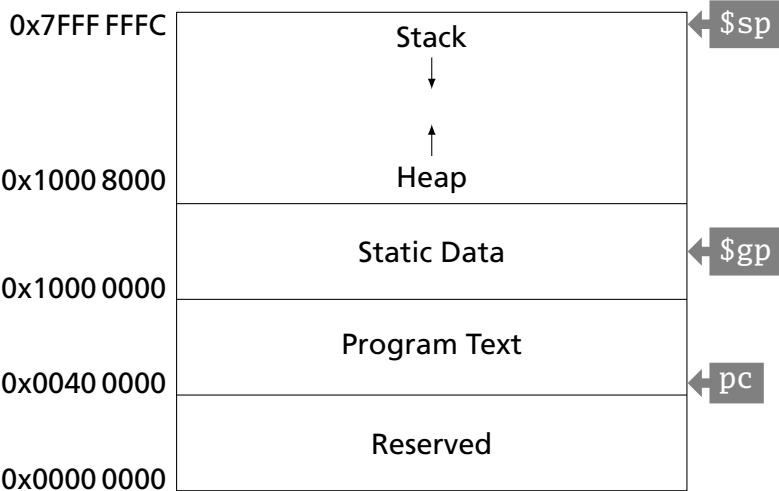 0x7FFF FFFC
Stack
$sp
0x1000 8000
Heap
Static Data
$gp
0x1000 0000
Program Text
0x0040 0000
pc
Reserved
0x0000 0000